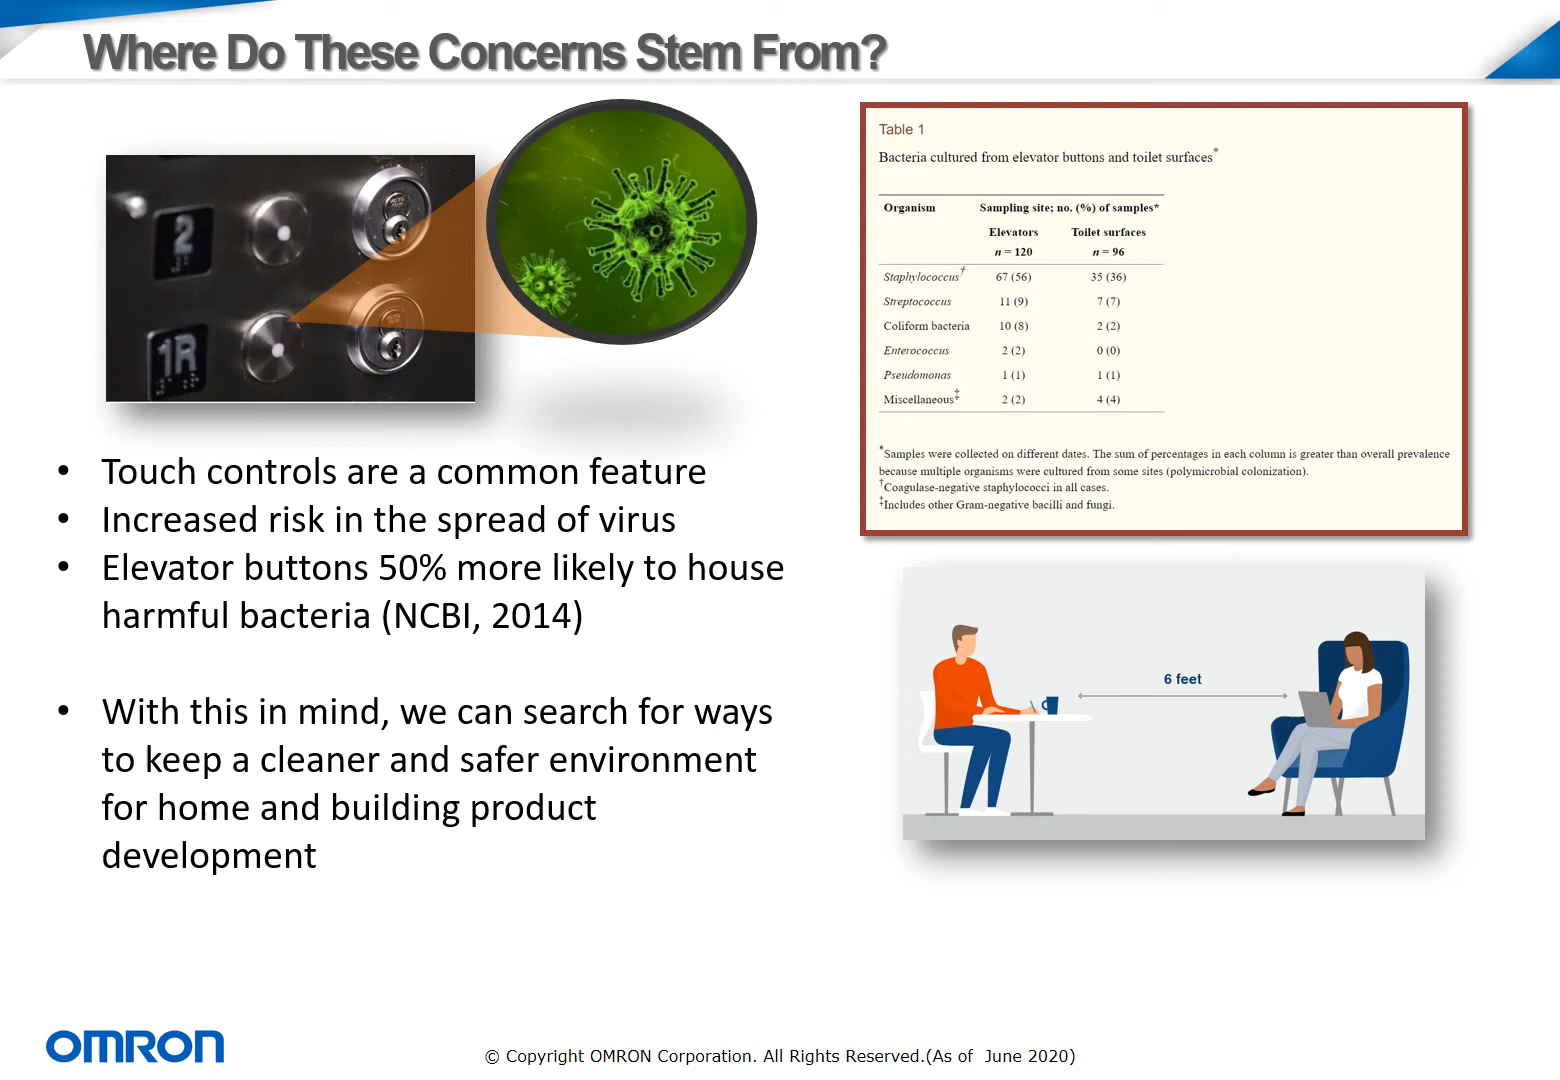 Where Do These Concerns Stem From?
2
1R
• Touch controls are a common feature
• Increased risk in the spread of virus
• Elevator buttons 50% more likely to house
harmful bacteria (NCBI, 2014)
• With this in mind, we can search for ways
to keep a cleaner and safer environment
for home and building product
development
Table 1
Bacteria cultured from elevator buttons and toilet surfaces*
Organism Sampling site; no. (%) of samples*
Elevators Toilet surfaces
n = 120 n = 96
Staphylococcus† 67 (56) 35 (36)
Streptococcus 11 (9) 7 (7)
Coliform bacteria 10 (8) 2 (2)
Enterococcus 2 (2) 0 (0)
Pseudomonas 1 (1) 1 (1)
Miscellaneous‡ 2 (2) 4 (4)
*Samples were collected on different dates. The sum of percentages in each column is greater than overall prevalence
because multiple organisms were cultured from some sites (polymicrobial colonization).
†Coagulase-negative staphylococci in all cases.
‡Includes other Gram-negative bacilli and fungi.
6 feet
OMRON
© Copyright OMRON Corporation. All Rights Reserved.(As of  June 2020)